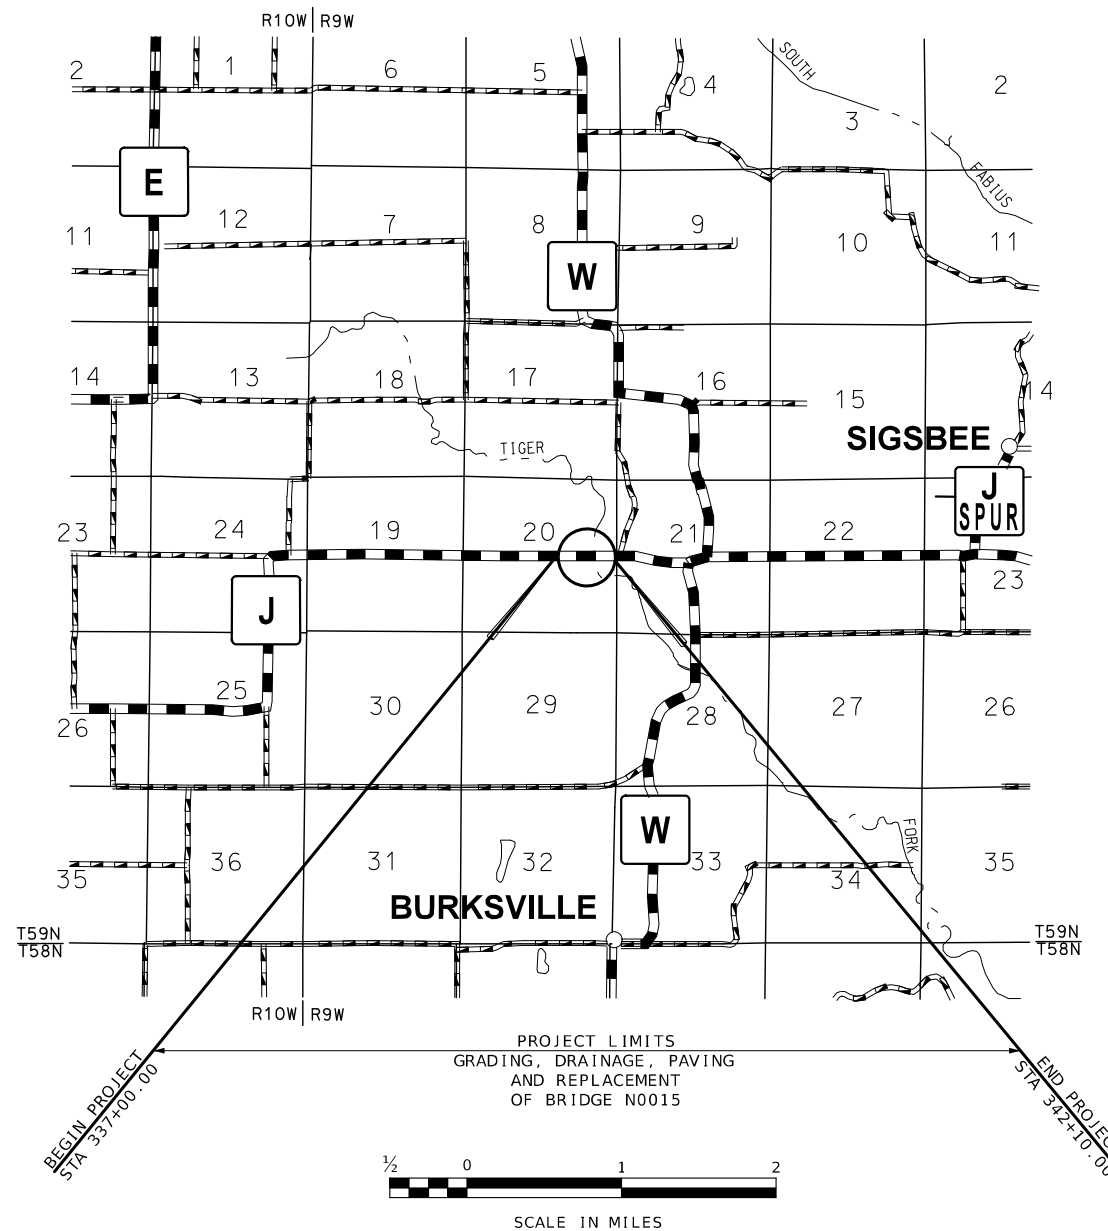 R10W R9W
2 1 6 5 4 3 2
SOUTH
FABIUS
E
11 12 7 8 9 10 11
W
14 13 18 17 16 15 14
SIGSBEE
TIGER
J
SPUR
23 24 19 20 21 22 23
J
26 25 30 29 28 27 26
W
FORK
35 36 31 32 33 34 35
BURKSVILLE
T59N T59N
T58N T58N
R10W R9W
PROJECT LIMITS
GRADING, DRAINAGE, PAVING
AND REPLACEMENT
OF BRIDGE N0015
BEGIN PROJECT
STA 337+00.00
END PROJECT
STA 342+10.00
½ 0 1 2
SCALE IN MILES